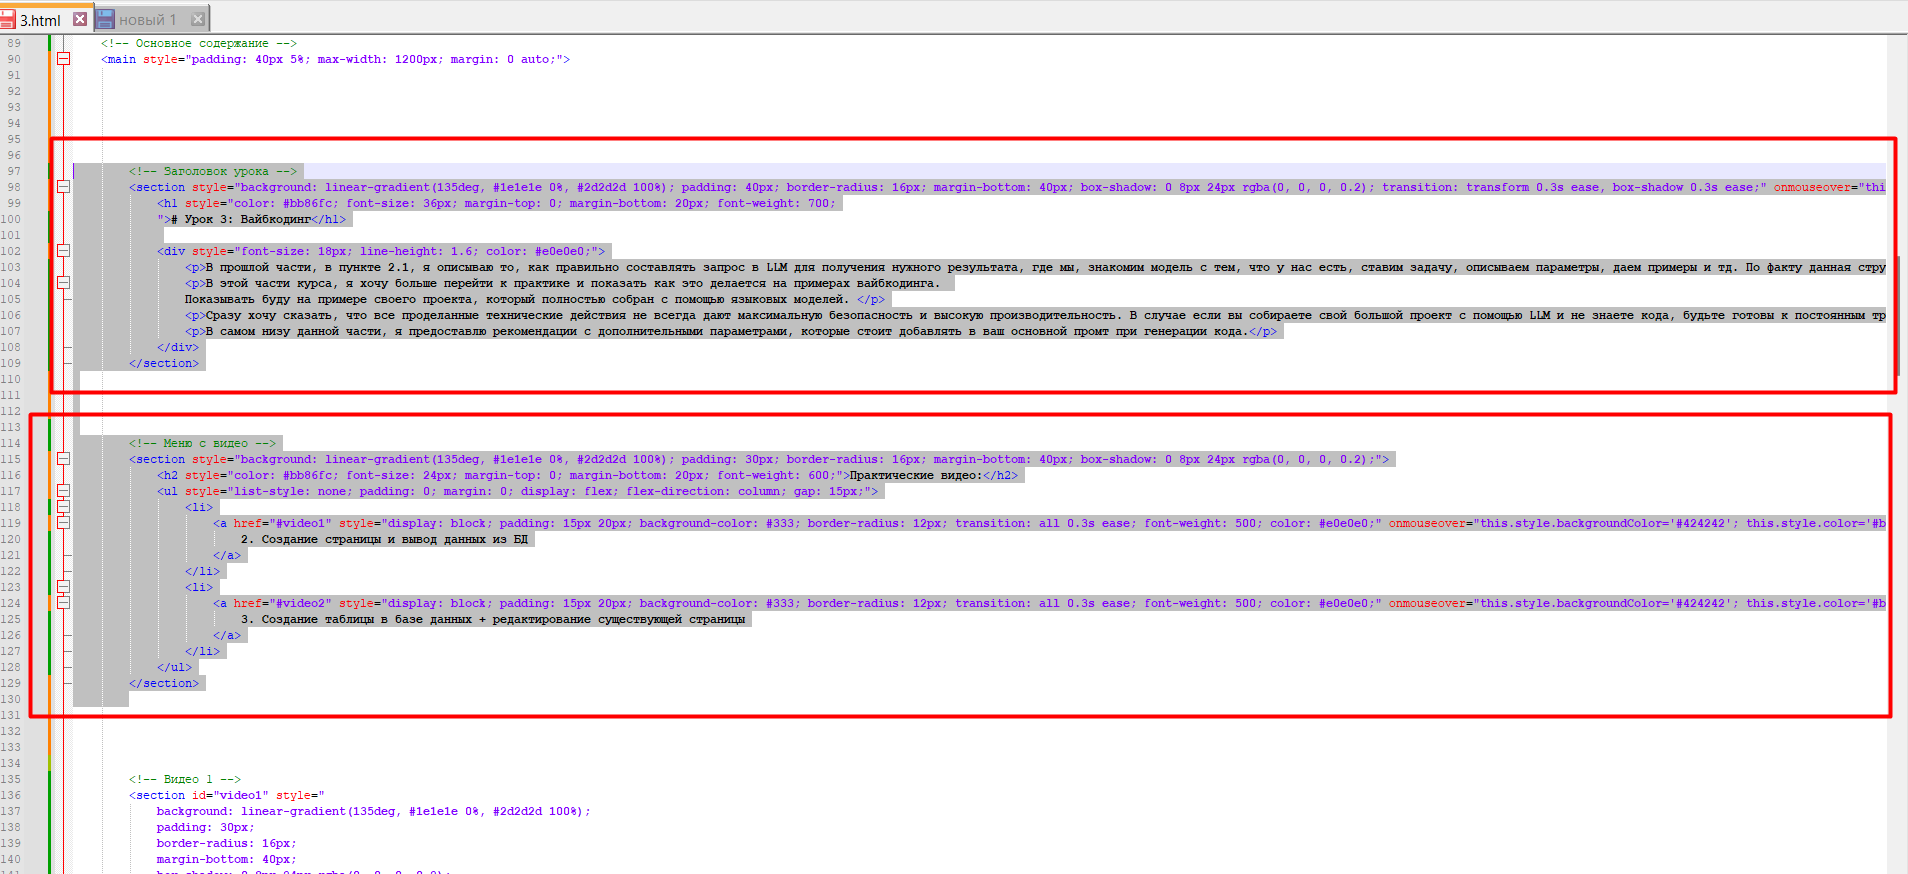 3.html новый 1
89 <!-- Основное содержание -->
90 <main style="padding: 40px 5%; max-width: 1200px; margin: 0 auto;">
91
92
93
94
95
96
97 <!-- Заголовок урока -->
98 <section style="background: linear-gradient(135deg, #1e1e1e 0%, #2d2d2d 100%); padding: 40px; border-radius: 16px; margin-bottom: 40px; box-shadow: 0 8px 24px rgba(0, 0, 0, 0.2); transition: transform 0.3s ease, box-shadow 0.3s ease;" onmouseover="thi
99 <h1 style="color: #bb86fc; font-size: 36px; margin-top: 0; margin-bottom: 20px; font-weight: 700;
100 "># Урок 3: Вайбкодинг</h1>
101
102 <div style="font-size: 18px; line-height: 1.6; color: #e0e0e0;">
103 <p>В прошлой части, в пункте 2.1, я описываю то, как правильно составлять запрос в LLM для получения нужного результата, где мы, знакомим модель с тем, что у нас есть, ставим задачу, описываем параметры, даем примеры и тд. По факту данная стру
104 <p>В этой части курса, я хочу больше перейти к практике и показать как это делается на примерах вайбкодинга.
105 Показывать буду на примере своего проекта, который полностью собран с помощью языковых моделей. </p>
106 <p>Сразу хочу сказать, что все проделанные технические действия не всегда дают максимальную безопасность и высокую производительность. В случае если вы собираете свой большой проект с помощью LLM и не знаете кода, будьте готовы к постоянным тр
107 <p>В самом низу данной части, я предоставлю рекомендации с дополнительными параметрами, которые стоит добавлять в ваш основной промт при генерации кода.</p>
108 </div>
109 </section>
110
111
112
113
114 <!-- Меню с видео -->
115 <section style="background: linear-gradient(135deg, #1e1e1e 0%, #2d2d2d 100%); padding: 30px; border-radius: 16px; margin-bottom: 40px; box-shadow: 0 8px 24px rgba(0, 0, 0, 0.2);">
116 <h2 style="color: #bb86fc; font-size: 24px; margin-top: 0; margin-bottom: 20px; font-weight: 600;">Практические видео:</h2>
117 <ul style="list-style: none; padding: 0; margin: 0; display: flex; flex-direction: column; gap: 15px;">
118 <li>
119 <a href="#video1" style="display: block; padding: 15px 20px; background-color: #333; border-radius: 12px; transition: all 0.3s ease; font-weight: 500; color: #e0e0e0;" onmouseover="this.style.backgroundColor='#424242'; this.style.color='#b
120 2. Создание страницы и вывод данных из БД
121 </a>
122 </li>
123 <li>
124 <a href="#video2" style="display: block; padding: 15px 20px; background-color: #333; border-radius: 12px; transition: all 0.3s ease; font-weight: 500; color: #e0e0e0;" onmouseover="this.style.backgroundColor='#424242'; this.style.color='#b
125 3. Создание таблицы в базе данных + редактирование существующей страницы
126 </a>
127 </li>
128 </ul>
129 </section>
130
131
132
133
134
135 <!-- Видео 1 -->
136 <section id="video1" style="
137 background: linear-gradient(135deg, #1e1e1e 0%, #2d2d2d 100%);
138 padding: 30px;
139 border-radius: 16px;
140 margin-bottom: 40px;